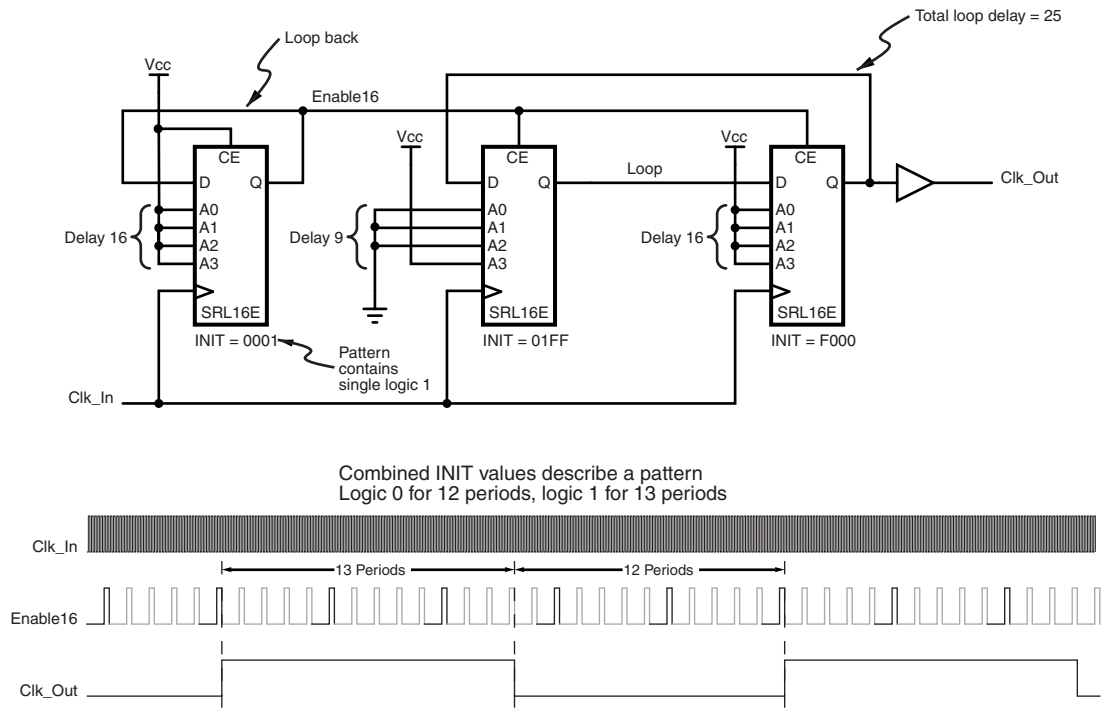 Total loop delay = 25
Loop back
Vcc
Enable16
CE
D Q
A0
A1
A2
A3
Delay 16
SRL16E
INIT = 0001
Pattern
contains
single logic 1
Vcc
CE
D Q
A0
A1
A2
A3
Delay 9
SRL16E
INIT = 01FF
Loop
Vcc
CE
D Q
A0
A1
A2
A3
Delay 16
SRL16E
INIT = F000
Clk_Out
Clk_In
Combined INIT values describe a pattern
Logic 0 for 12 periods, logic 1 for 13 periods
Clk_In
13 Periods
12 Periods
Enable16
Clk_Out